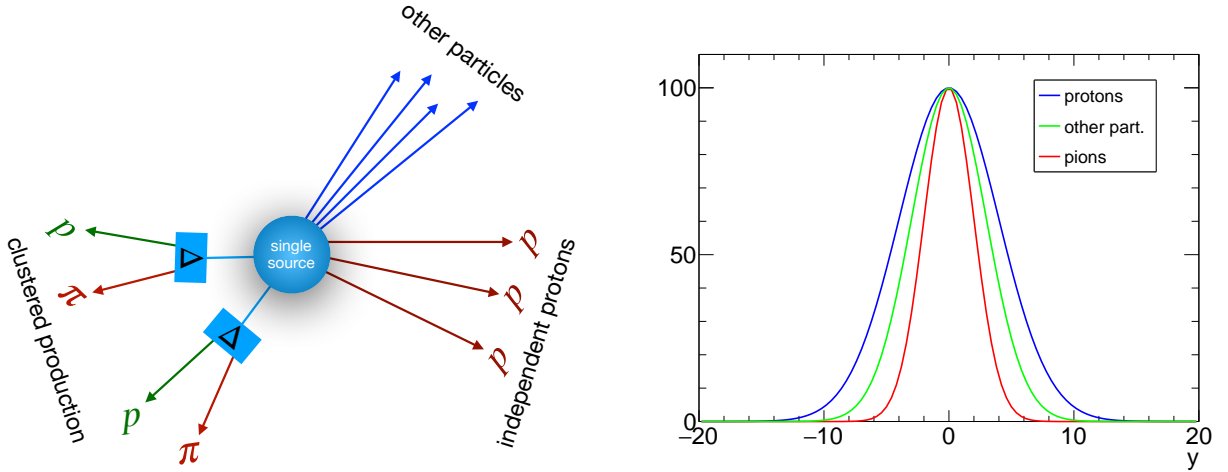 other particles
single
source
p
π
Δ
Δ
p
π
clustered production
p
p
p
independent protons
100
50
0
−20
−10
0
10
20
y
protons
other part.
pions